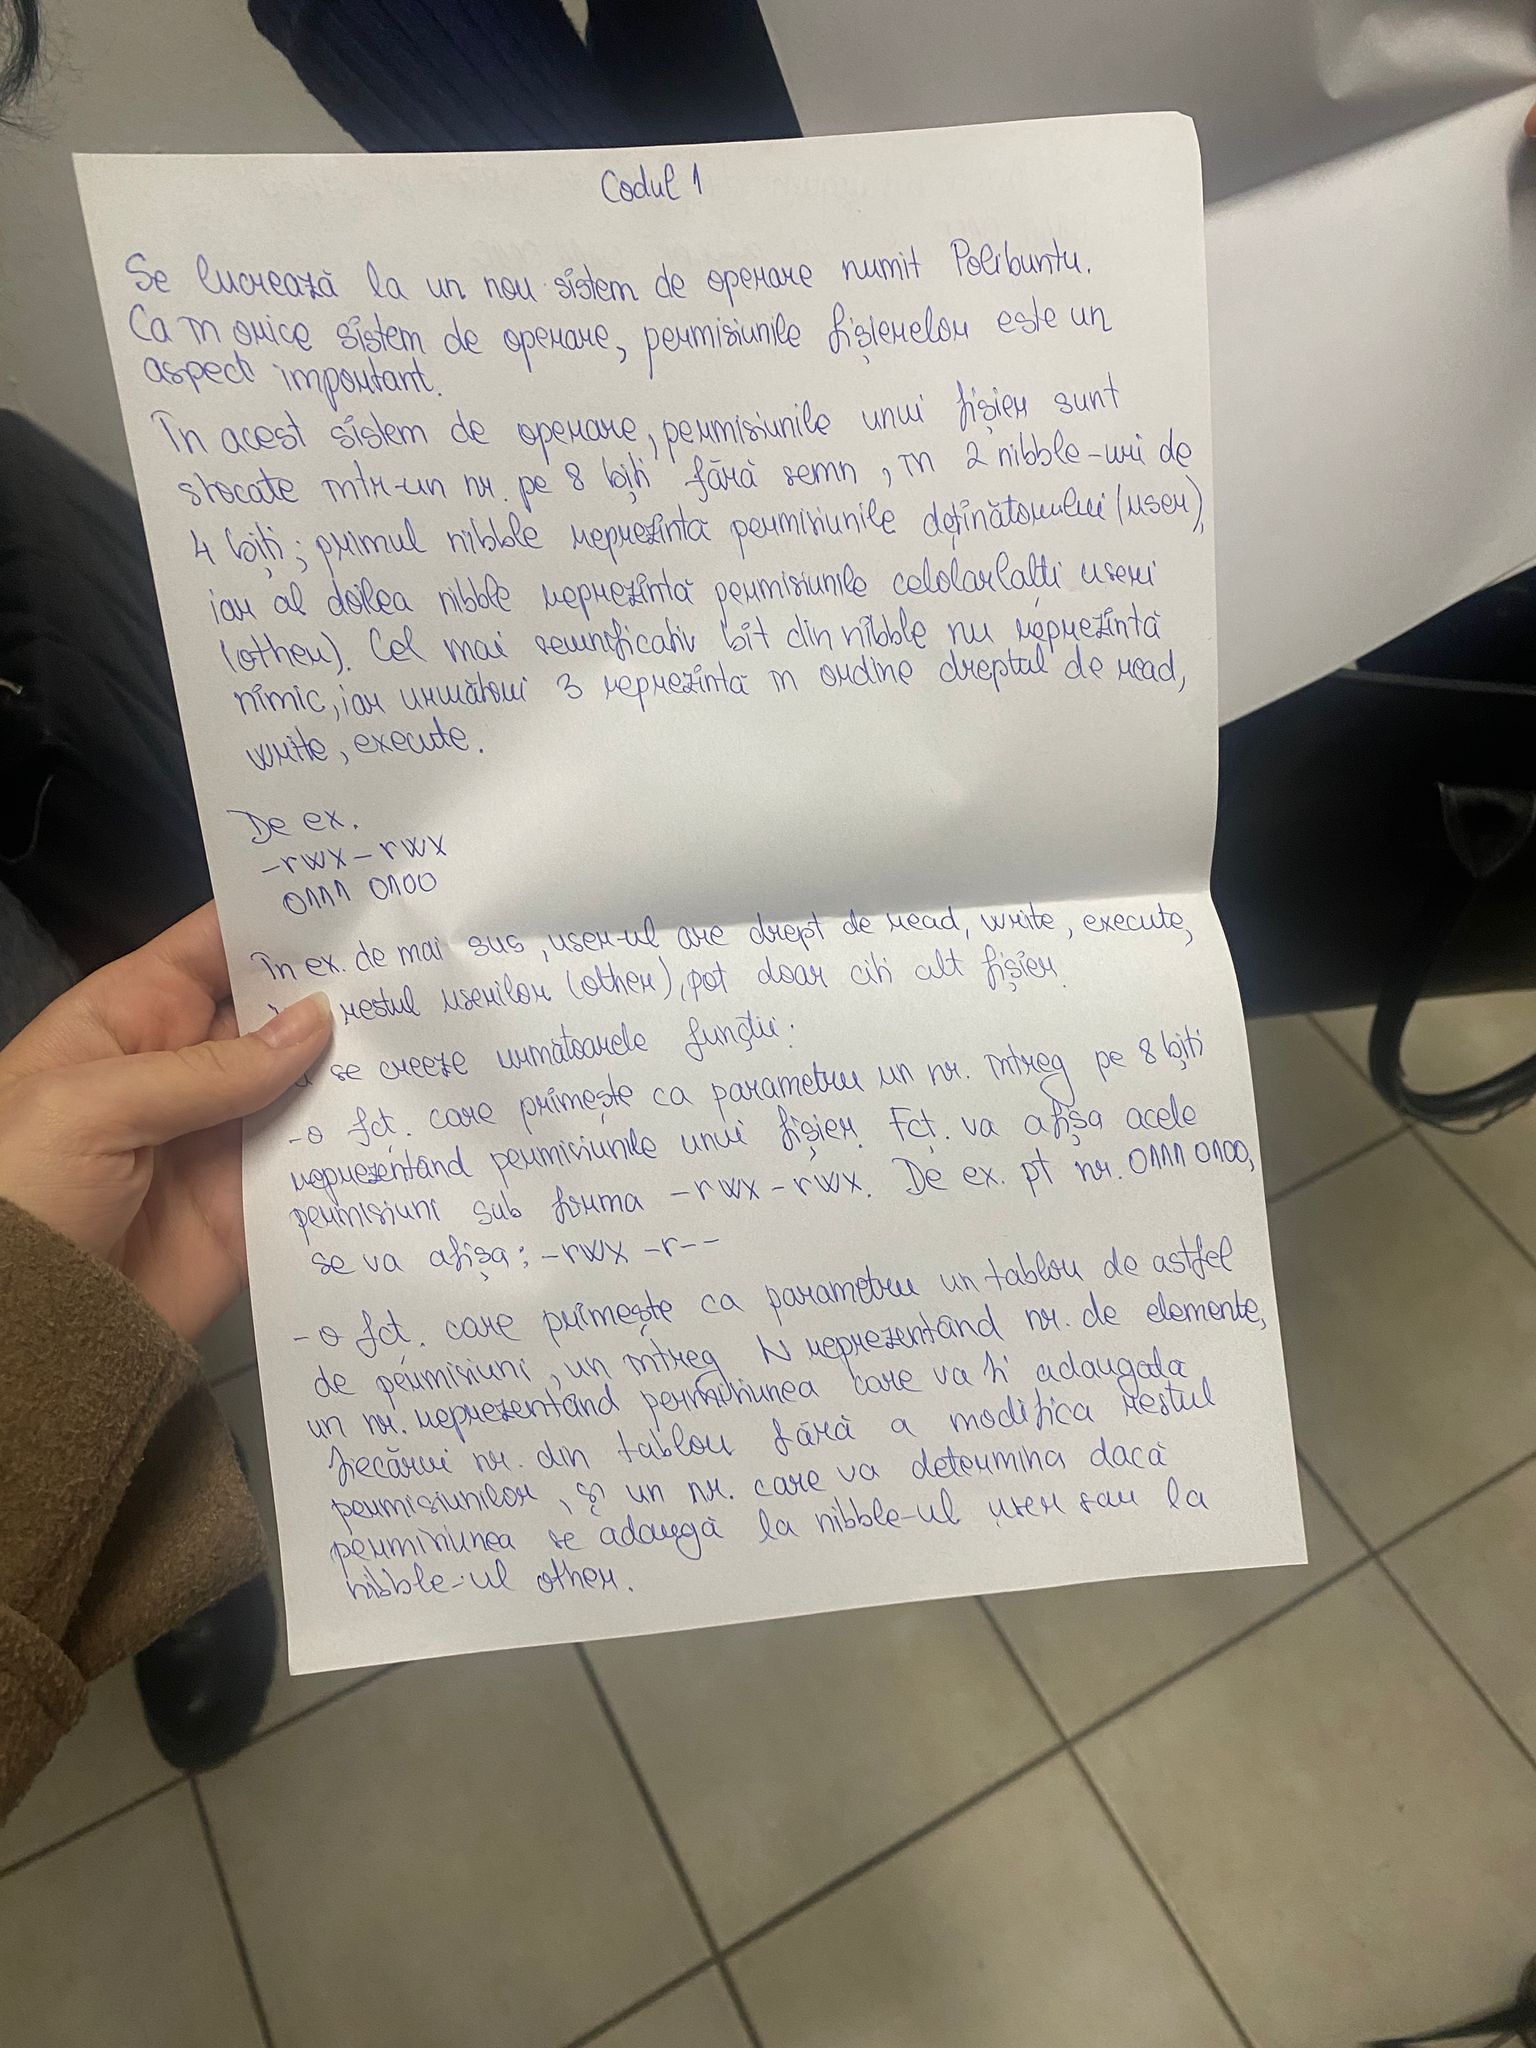 Codul 1
Se lucrează la un nou sistem de operare numit Polibuntu.
Ca în orice sistem de operare, permisiunile fișierelor este un
aspect important.
În acest sistem de operare, permisiunile unui fișier sunt
stocate într-un nr. pe 8 biți fără semn, în 2 nibble-uri de
4 biți; primul nibble reprezintă permisiunile deținătorului (user),
iar al doilea nibble reprezintă permisiunile celolarlalți useri
(other). Cel mai semnificativ bit din nibble nu reprezintă
nimic, iar următorii 3 reprezintă în ordine dreptul de read,
write, execute.
De ex.
-rwx-rwx
0111 0100
În ex. de mai sus, user-ul are drept de read, write, execute,
restul userilor (other), pot doar citi alt fișier.
se creeze următoarele funcții:
-o fct. care primește ca parametru un nr. întreg pe 8 biți
reprezentând permisiunile unui fișier. Fct. va afișa acele
permisiuni sub forma -rwx-rwx. De ex. pt nr. 0111 0100,
se va afișa: -rwx -r--
-o fct. care primește ca parametru un tablou de astfel
de permisiuni, un întreg N reprezentând nr. de elemente,
un nr. reprezentând permisiunea care va fi adaugata
fiecărui nr. din tablou fără a modifica restul
permisiunilor, și un nr. care va determina dacă
permisiunea se adaugă la nibble-ul user sau la
nibble-ul other.